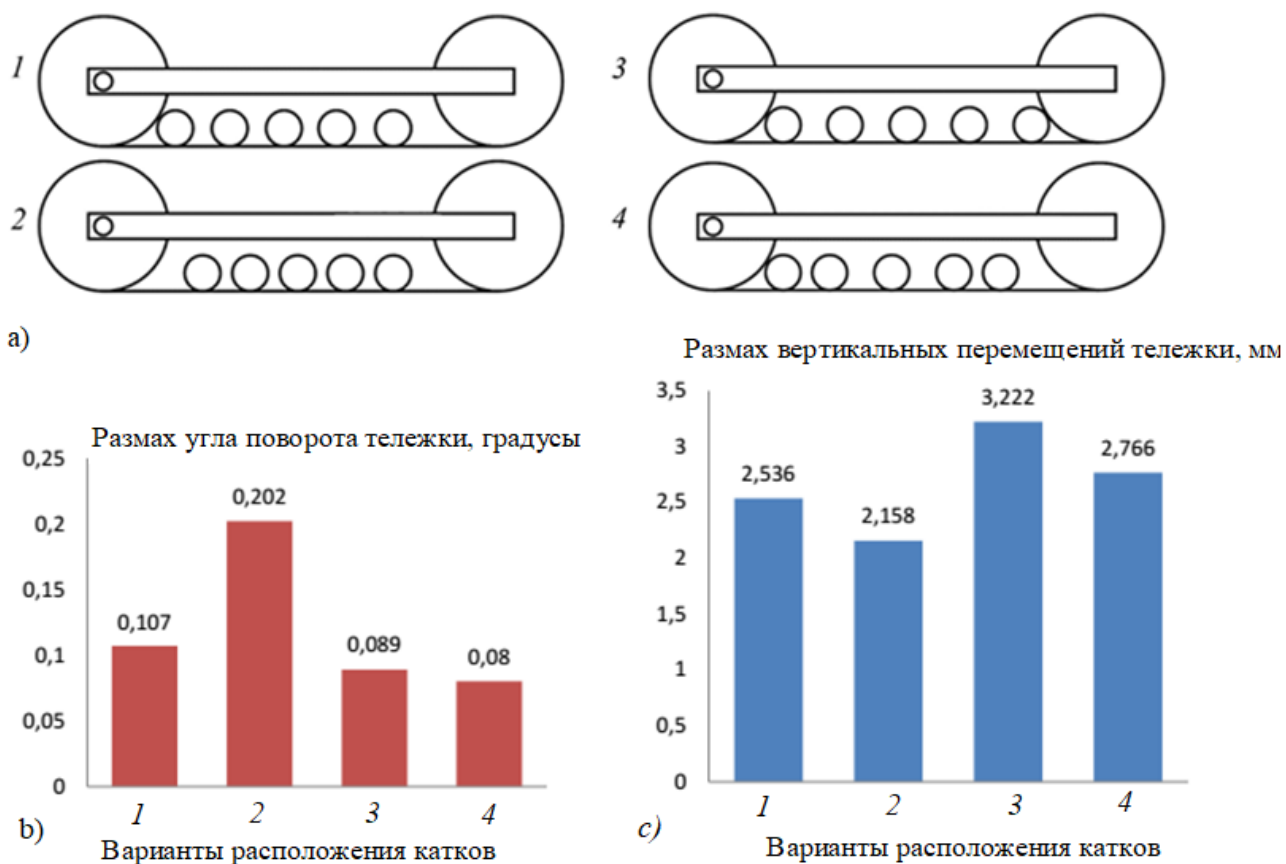 1
3
2
4
а)
Размах вертикальных перемещений тележки, мм
3,5
3
2,5
2
1,5
1
0,5
0
3,222
2,766
2,536
2,158
1 2 3 4
c)
Варианты расположения катков
Размах угла поворота тележки, градусы
0,25
0,2
0,15
0,1
0,05
0
0,202
0,107
0,089
0,08
1 2 3 4
b)
Варианты расположения катков